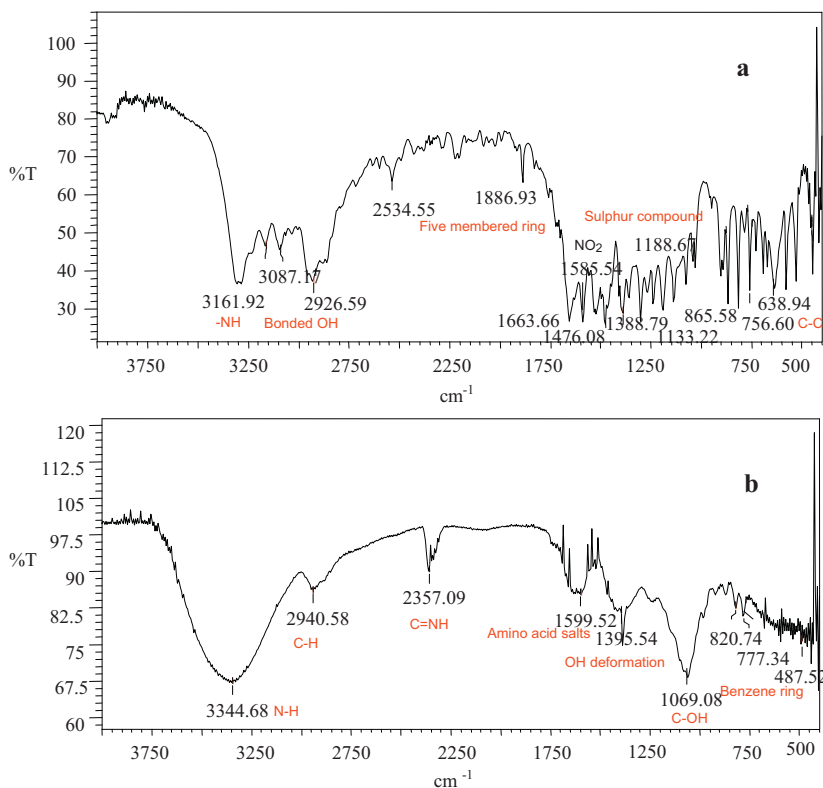 a
100
80
70
%T
60
50
40
30
2534.55
1886.93
Five membered ring
Sulphur compound
NO2
1188.67
1585.54
3087.17
3161.92
2926.59
-NH
Bonded OH
1663.66
1476.08
1388.79
1133.22
865.58
638.94
756.60
C-C
3750
3250
2750
2250
1750
1250
750
500
cm-1
b
120
112.5
105
97.5
%T
90
82.5
75
67.5
60
2940.58
C-H
2357.09
C=NH
1599.52
Amino acid salts
1395.54
OH deformation
820.74
777.34
487.52
Benzene ring
1069.08
C-OH
3344.68 N-H
3750
3250
2750
2250
1750
1250
750
500
cm-1